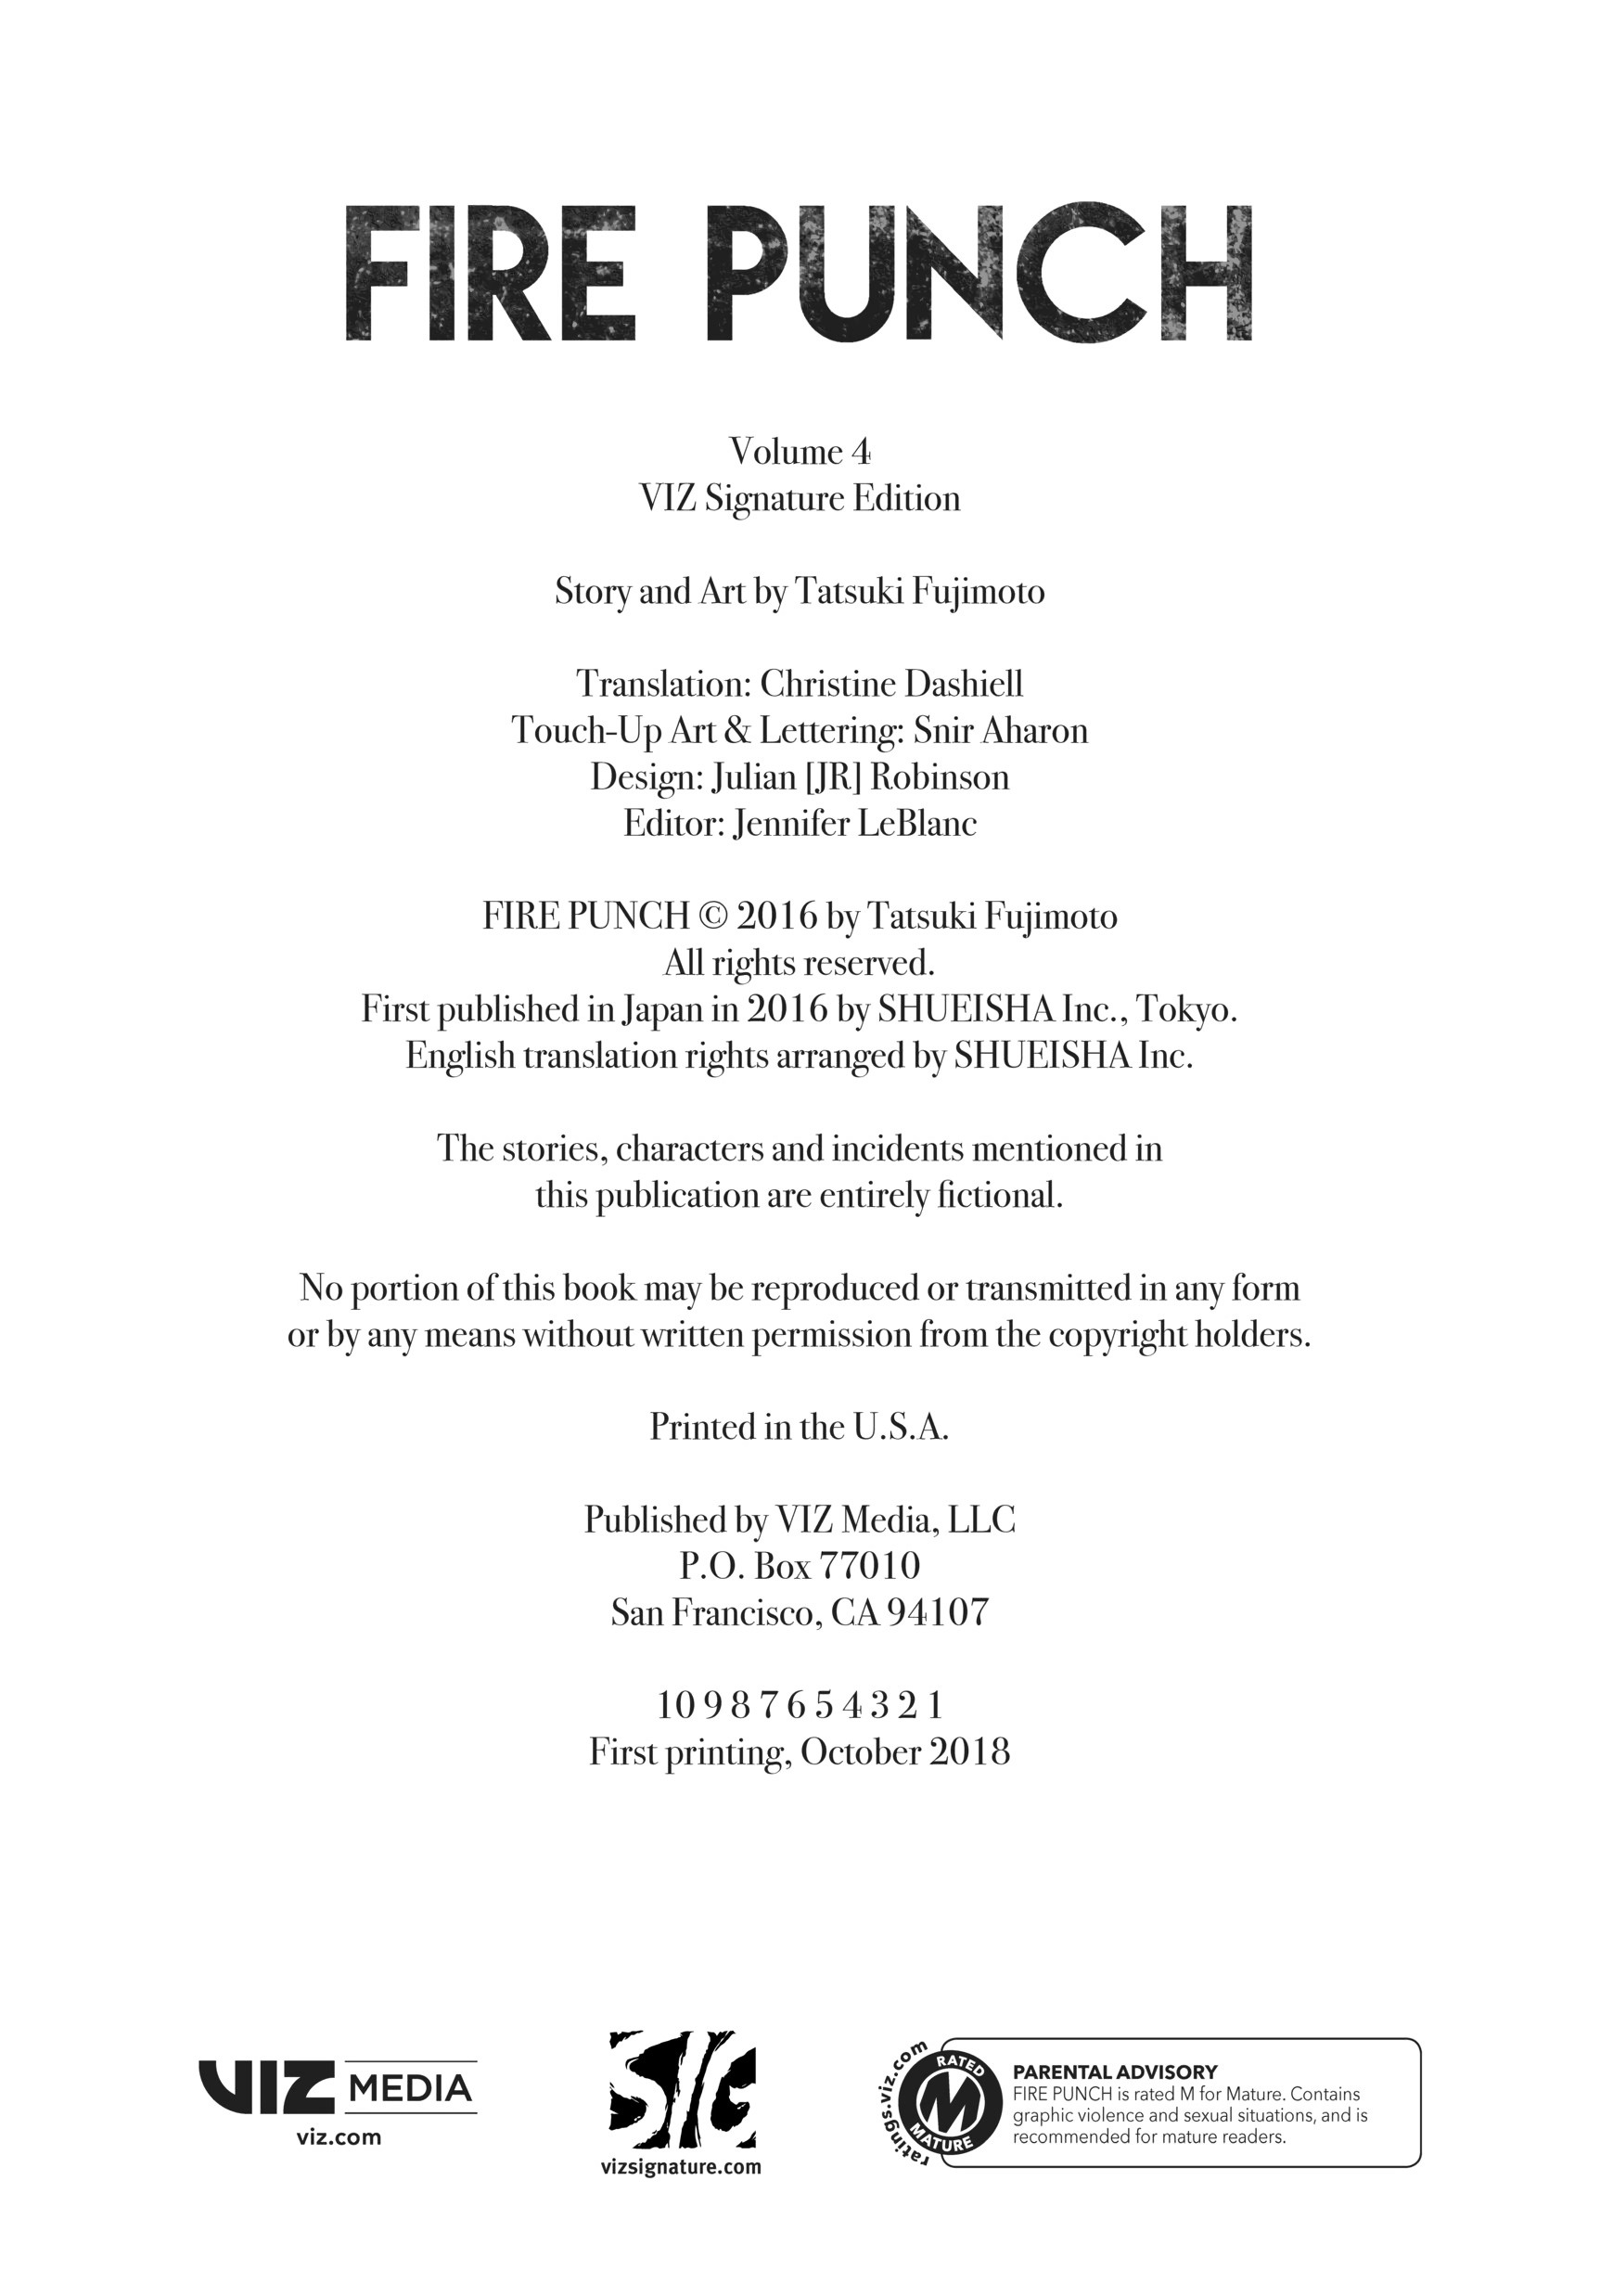 FIRE PUNCH
Volume 4
VIZ Signature Edition
Story and Art by Tatsuki Fujimoto
Translation: Christine Dashiell
Touch-Up Art & Lettering: Snir Aharon
Design: Julian [JR] Robinson
Editor: Jennifer LeBlanc
FIRE PUNCH © 2016 by Tatsuki Fujimoto
All rights reserved.
First published in Japan in 2016 by SHUEISHA Inc., Tokyo.
English translation rights arranged by SHUEISHA Inc.
The stories, characters and incidents mentioned in
this publication are entirely fictional.
No portion of this book may be reproduced or transmitted in any form
or by any means without written permission from the copyright holders.
Printed in the U.S.A.
Published by VIZ Media, LLC
P.O. Box 77010
San Francisco, CA 94107
10 9 8 7 6 5 4 3 2 1
First printing, October 2018
VIZ MEDIA
viz.com
SIG
vizsignature.com
ratings.viz.com
RATED
M
MATURE
PARENTAL ADVISORY
FIRE PUNCH is rated M for Mature. Contains
graphic violence and sexual situations, and is
recommended for mature readers.